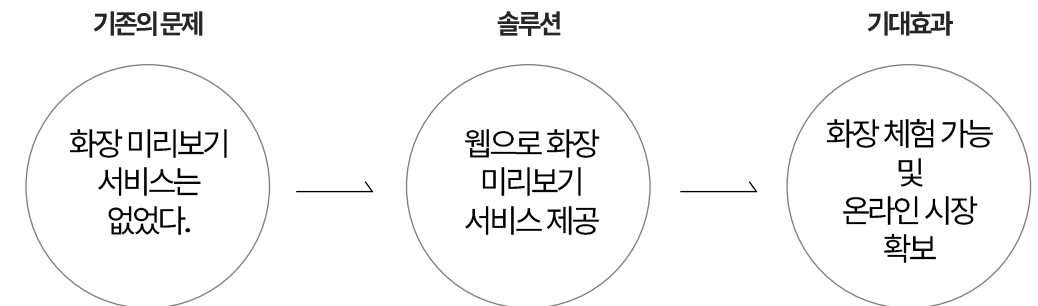 기존의 문제
솔루션
기대효과
화장 미리보기
서비스는
없었다.
웹으로 화장
미리보기
서비스 제공
화장 체험 가능
및
온라인 시장
확보